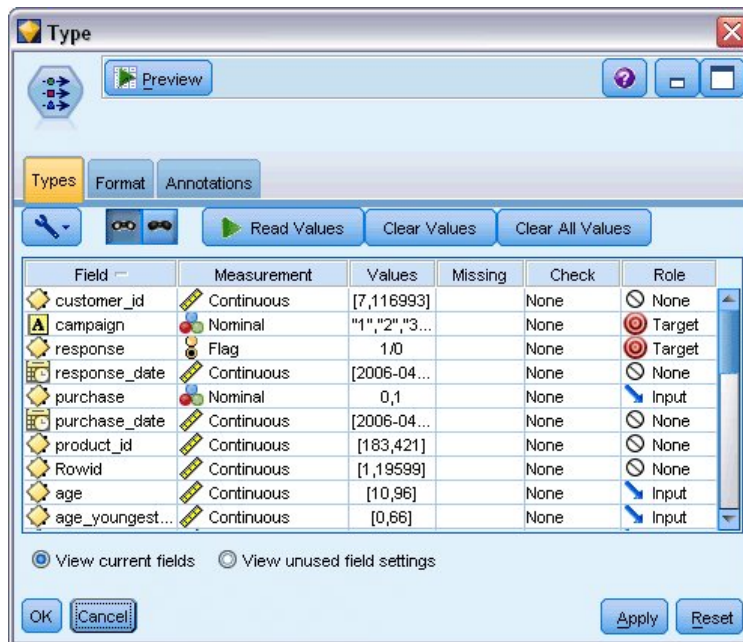 Type
Preview
Types Format Annotations
Read Values Clear Values Clear All Values
Field Measurement Values Missing Check Role
customer_id Continuous [7,116993] None None
A campaign Nominal "1","2","3... None Target
response Flag 1/0 None Target
response_date Continuous [2006-04... None None
purchase Nominal 0,1 None Input
purchase_date Continuous [2006-04... None None
product_id Continuous [183,421] None None
Rowid Continuous [1,19599] None None
age Continuous [10,96] None Input
age_youngest... Continuous [0,66] None Input
View current fields View unused field settings
OK Cancel Apply Reset